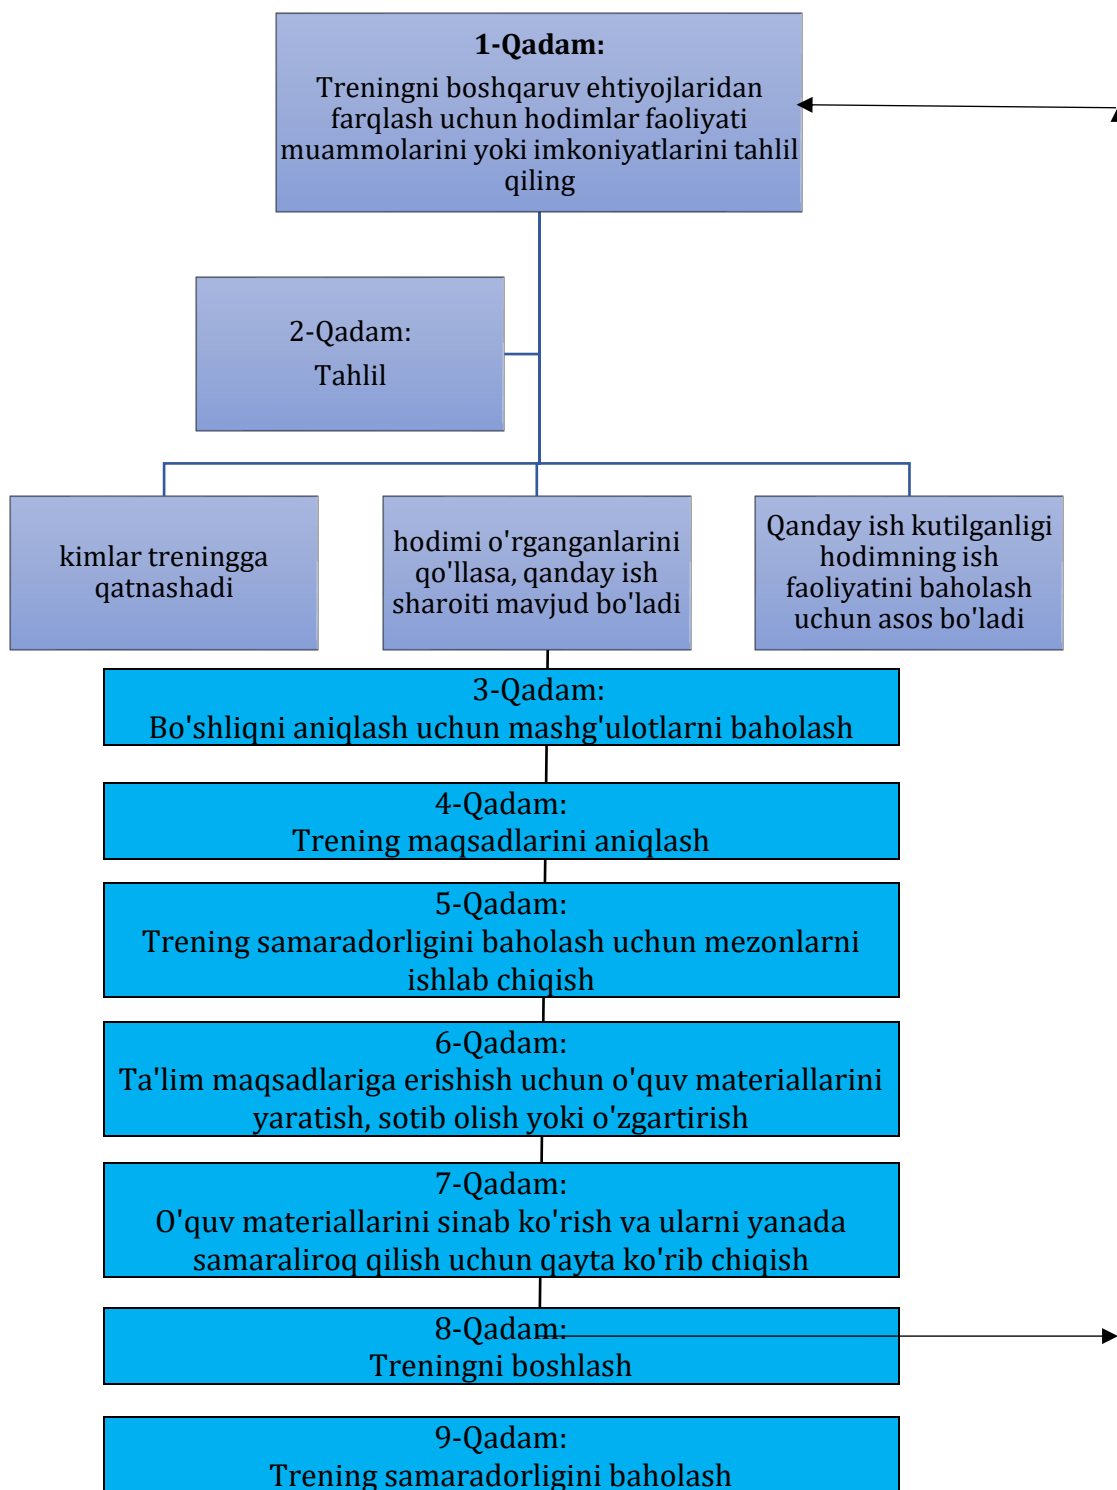 1-Qadam:
Treningni boshqaruv ehtiyojlaridan
farqlash uchun hodimlar faoliyati
muammolarini yoki imkoniyatlarini tahlil
qiling
2-Qadam:
Tahlil
kimlar treningga
qatnashadi
hodimi o'rganganlarini
qo'llasa, qanday ish
sharoiti mavjud bo'ladi
Qanday ish kutilganligi
hodimning ish
faoliyatini baholash
uchun asos bo'ladi
3-Qadam:
Bo'shliqni aniqlash uchun mashg'ulotlarni baholash
4-Qadam:
Trening maqsadlarini aniqlash
5-Qadam:
Trening samaradorligini baholash uchun mezonlarni
ishlab chiqish
6-Qadam:
Ta'lim maqsadlariga erishish uchun o'quv materiallarini
yaratish, sotib olish yoki o'zgartirish
7-Qadam:
O'quv materiallarini sinab ko'rish va ularni yanada
samaraliroq qilish uchun qayta ko'rib chiqish
8-Qadam:
Treningni boshlash
9-Qadam:
Trening samaradorligini baholash